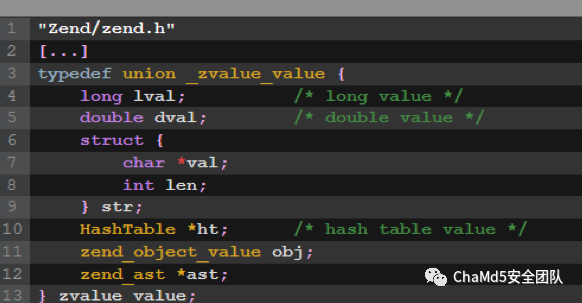 1 "Zend/zend.h"
2 [...]
3 typedef union _zvalue_value {
4 long lval; /* long value */
5 double dval; /* double value */
6 struct {
7 char *val;
8 int len;
9 } str;
10 HashTable *ht; /* hash table value */
11 zend_object_value obj;
12 zend_ast *ast;
13 } zvalue_value;
ChaMd5安全团队